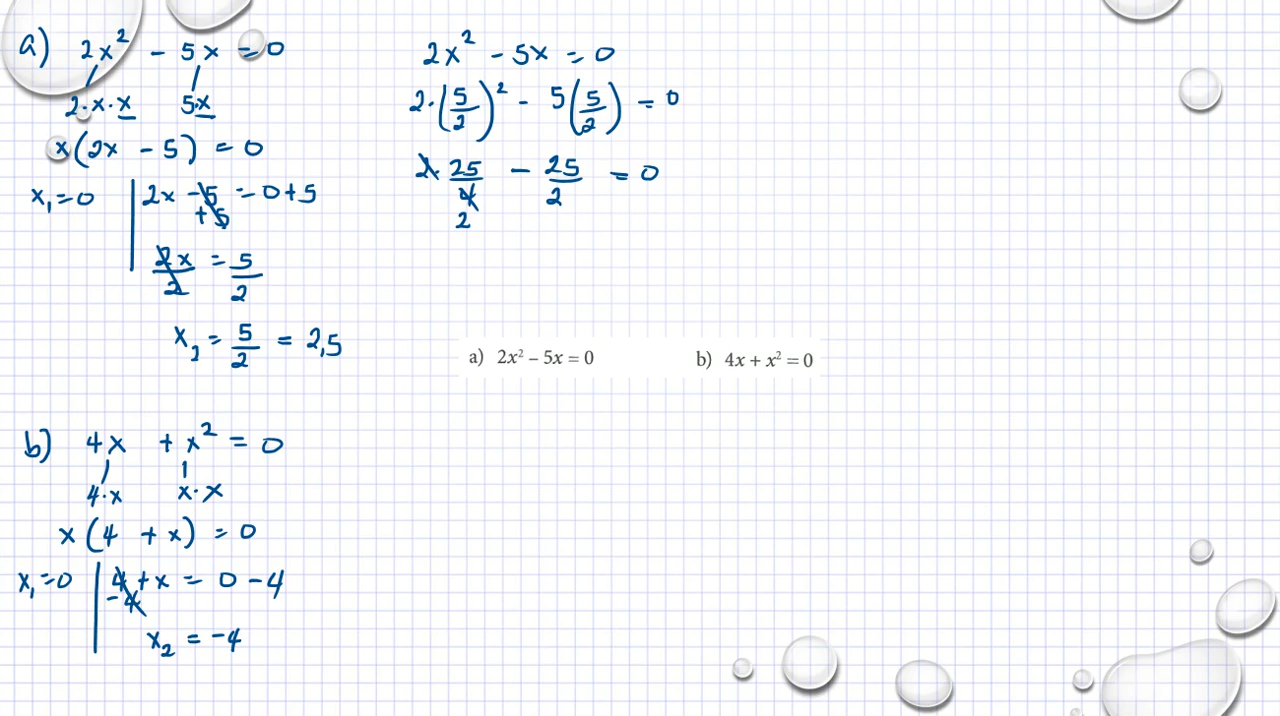 a) 2x² − 5x = 0
2·x·x 5·x
x(2x − 5) = 0
x₁ = 0 | 2x − 5 = 0 + 5
+ 5
2x/2 = 5/2
x₂ = 5/2 = 2,5
2x² − 5x = 0
2·(5/2)² − 5(5/2) = 0
2·25/4 − 25/2 = 0
2
a) 2x² − 5x = 0 b) 4x + x² = 0
b) 4x + x² = 0
4·x x·x
x(4 + x) = 0
x₁ = 0 | 4 + x = 0 − 4
−4
x₂ = −4